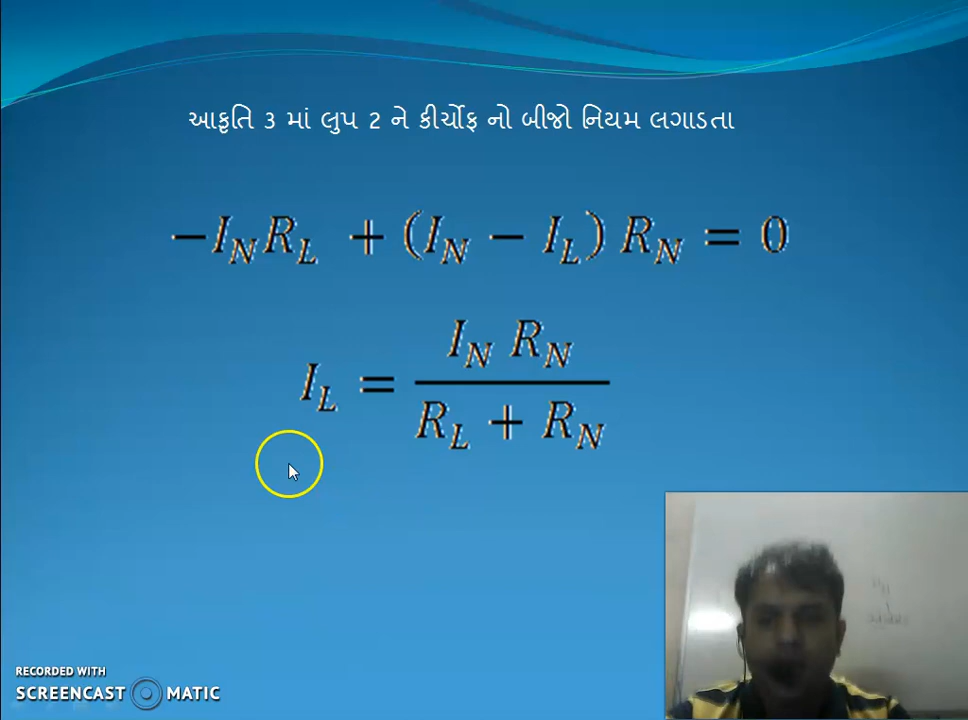 આકૃતિ 3 માં લુપ 2 ને કીર્ચોફ નો બીજો નિયમ લગાડતા
−I_N R_L + (I_N − I_L) R_N = 0
I_L = \frac{I_N R_N}{R_L + R_N}
RECORDED WITH
SCREENCAST MATIC